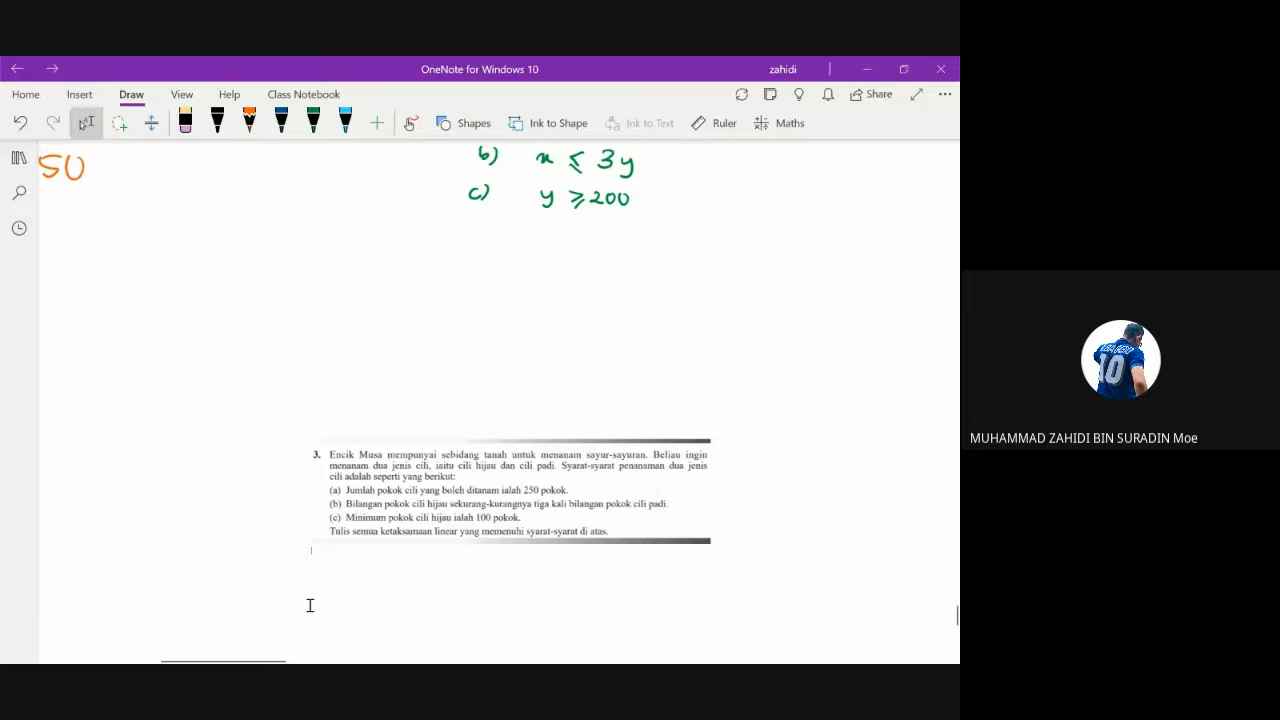 OneNote for Windows 10
zahidi
Home Insert Draw View Help Class Notebook
Share
Shapes Ink to Shape Ink to Text Ruler Maths
50
b) x ≤ 3y
c) y ≥ 200
3. Encik Musa mempunyai sebidang tanah untuk menanam sayur-sayuran. Beliau ingin
menanam dua jenis cili, iaitu cili hijau dan cili padi. Syarat-syarat penanaman dua jenis
cili adalah seperti yang berikut:
(a) Jumlah pokok cili yang boleh ditanam ialah 250 pokok.
(b) Bilangan pokok cili hijau sekurang-kurangnya tiga kali bilangan pokok cili padi.
(c) Minimum pokok cili hijau ialah 100 pokok.
Tulis semua ketaksamaan linear yang memenuhi syarat-syarat di atas.
10
MUHAMMAD ZAHIDI BIN SURADIN Moe